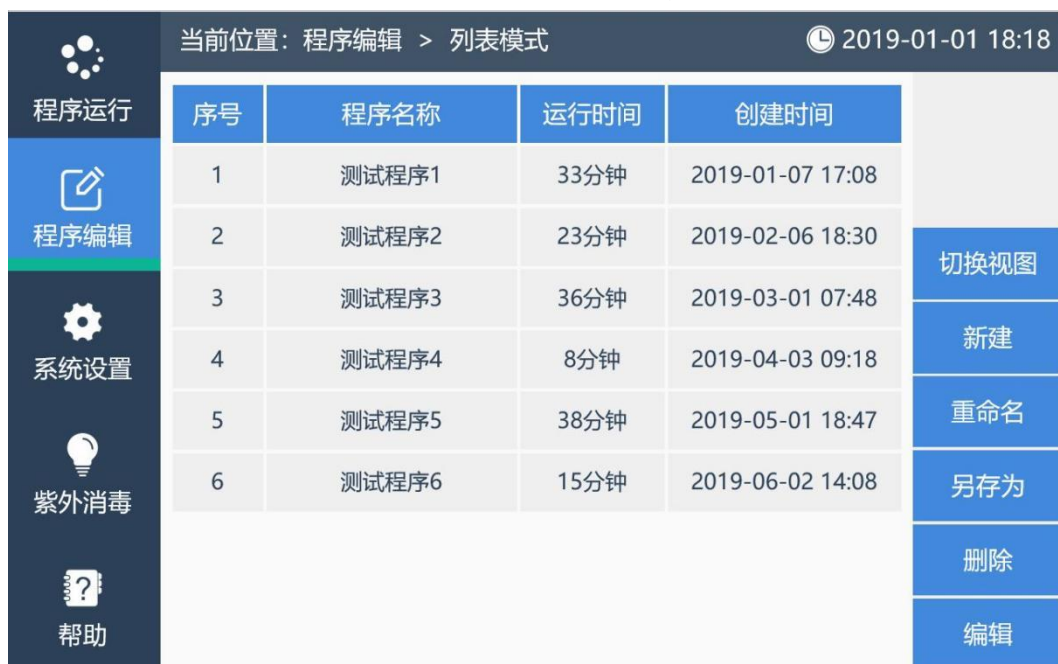 当前位置：程序编辑 > 列表模式 2019-01-01 18:18
程序运行
程序编辑
系统设置
紫外消毒
?
帮助
序号 程序名称 运行时间 创建时间
1 测试程序1 33分钟 2019-01-07 17:08
2 测试程序2 23分钟 2019-02-06 18:30
3 测试程序3 36分钟 2019-03-01 07:48
4 测试程序4 8分钟 2019-04-03 09:18
5 测试程序5 38分钟 2019-05-01 18:47
6 测试程序6 15分钟 2019-06-02 14:08
切换视图
新建
重命名
另存为
删除
编辑